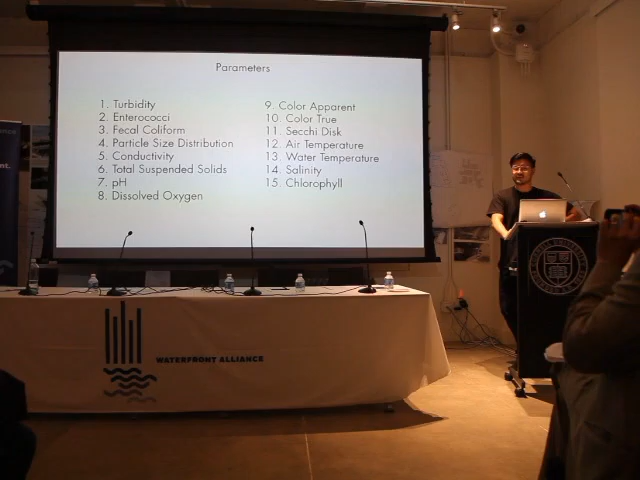 Parameters
1. Turbidity
2. Enterococci
3. Fecal Coliform
4. Particle Size Distribution
5. Conductivity
6. Total Suspended Solids
7. pH
8. Dissolved Oxygen
9. Color Apparent
10. Color True
11. Secchi Disk
12. Air Temperature
13. Water Temperature
14. Salinity
15. Chlorophyll
WATERFRONT ALLIANCE